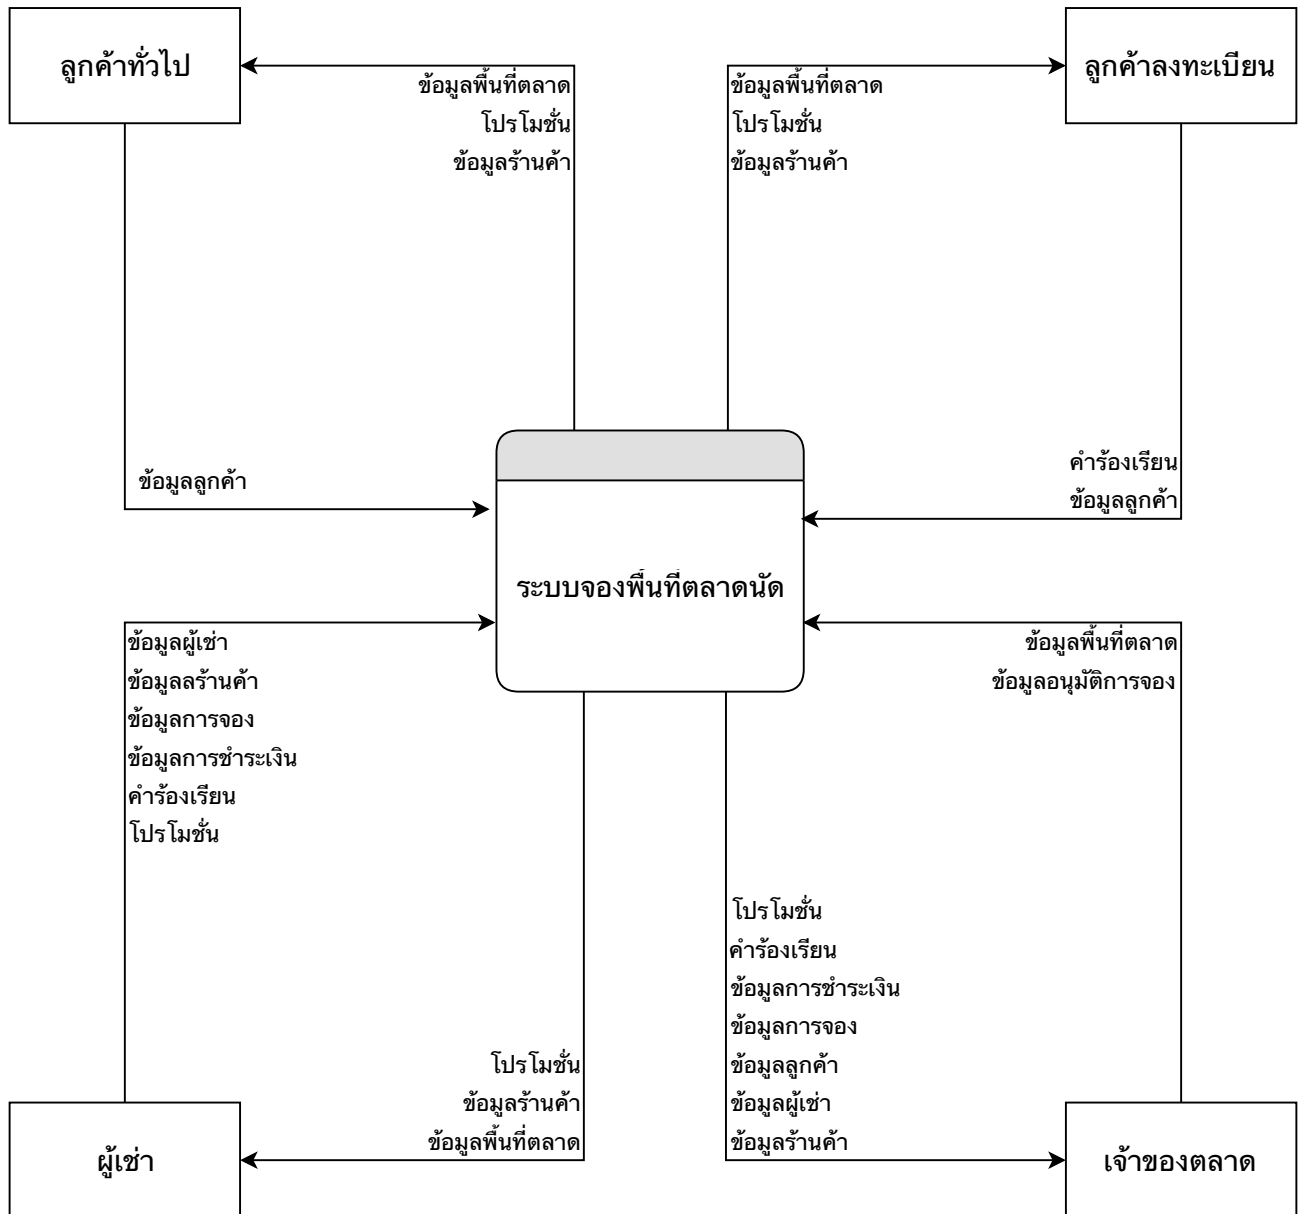 ลูกค้าทั่วไป
ลูกค้าลงทะเบียน
ข้อมูลพื้นที่ตลาด
โปรโมชั่น
ข้อมูลร้านค้า
ข้อมูลพื้นที่ตลาด
โปรโมชั่น
ข้อมูลร้านค้า
ข้อมูลลูกค้า
คำร้องเรียน
ข้อมูลลูกค้า
ระบบจองพื้นที่ตลาดนัด
ข้อมูลผู้เช่า
ข้อมูลลร้านค้า
ข้อมูลการจอง
ข้อมูลการชำระเงิน
คำร้องเรียน
โปรโมชั่น
ข้อมูลพื้นที่ตลาด
ข้อมูลอนุมัติการจอง
โปรโมชั่น
ข้อมูลร้านค้า
ข้อมูลพื้นที่ตลาด
โปรโมชั่น
คำร้องเรียน
ข้อมูลการชำระเงิน
ข้อมูลการจอง
ข้อมูลลูกค้า
ข้อมูลผู้เช่า
ข้อมูลร้านค้า
ผู้เช่า
เจ้าของตลาด